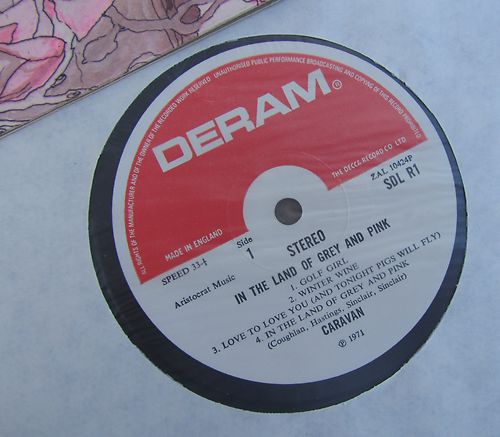 ALL RIGHTS OF THE MANUFACTURER AND OF THE OWNER OF THE RECORDED WORK RESERVED UNAUTHORISED PUBLIC PERFORMANCE BROADCASTING AND COPYING OF THIS RECORD PROHIBITED
DERAM
THE DECCA RECORD CO LTD
MADE IN ENGLAND
Z.A.L. 10424P
SDL R1
SPEED 33⅓
Side
1
STEREO
Aristocrat Music
IN THE LAND OF GREY AND PINK
1. GOLF GIRL
2. WINTER WINE
3. LOVE TO LOVE YOU (AND TONIGHT PIGS WILL FLY)
4. IN THE LAND OF GREY AND PINK
(Coughlan, Hastings, Sinclair, Sinclair)
CARAVAN
℗ 1971